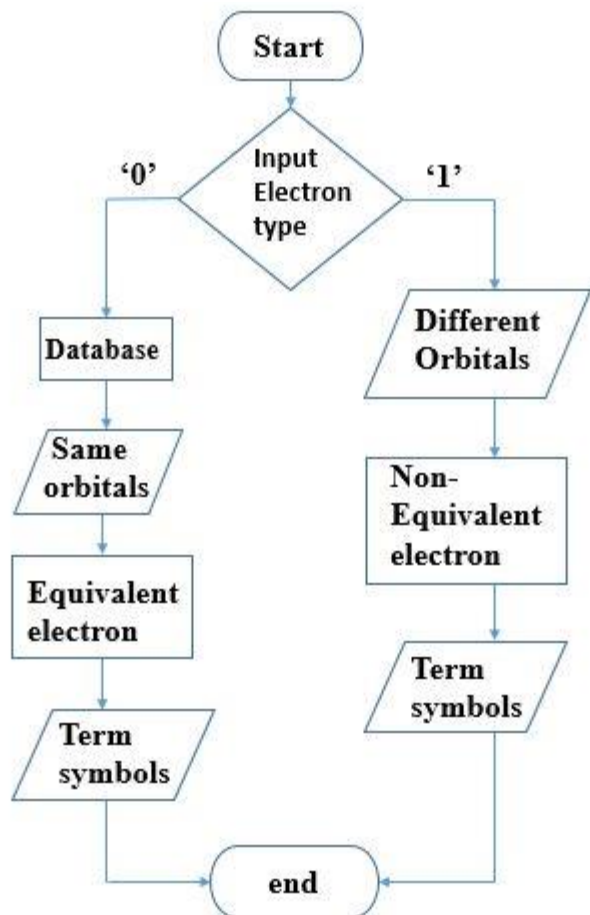 Start
Input
Electron
type
‘0’
‘1’
Database
Same
orbitals
Equivalent
electron
Term
symbols
Different
Orbitals
Non-
Equivalent
electron
Term
symbols
end